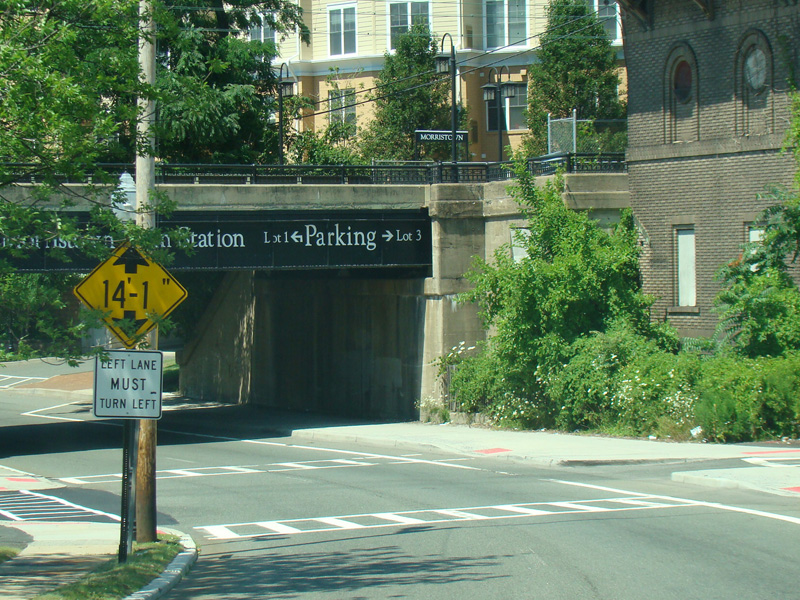 MORRISTOWN
Station Lot 1 ← Parking → Lot 3
14'-1"
LEFT LANE
MUST
TURN LEFT